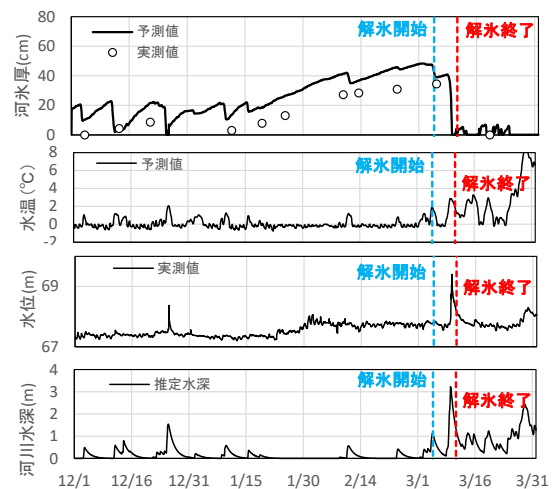 80
60
40
20
0
河氷厚(cm)
予測値
実測値
解氷開始
解氷終了
8
6
4
2
0
-2
水温(℃)
予測値
解氷開始
解氷終了
69
67
水位(m)
実測値
解氷開始
解氷終了
4
3
2
1
0
河川水深(m)
推定水深
解氷開始
解氷終了
12/1 12/16 12/31 1/15 1/30 2/14 3/1 3/16 3/31